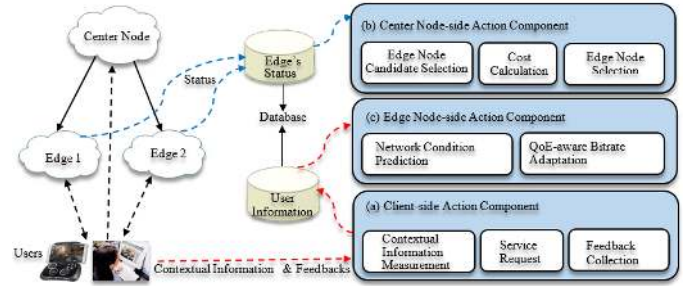 Center Node
Edge 1
Edge 2
Users
Status
Edge's
Status
Database
User
Information
Contextual Information & Feedbacks
(b) Center Node-side Action Component
Edge Node
Candidate Selection
Cost
Calculation
Edge Node
Selection
(c) Edge Node-side Action Component
Network Condition
Prediction
QoE-aware Bitrate
Adaptation
(a) Client-side Action Component
Contextual
Information
Measurement
Service
Request
Feedback
Collection